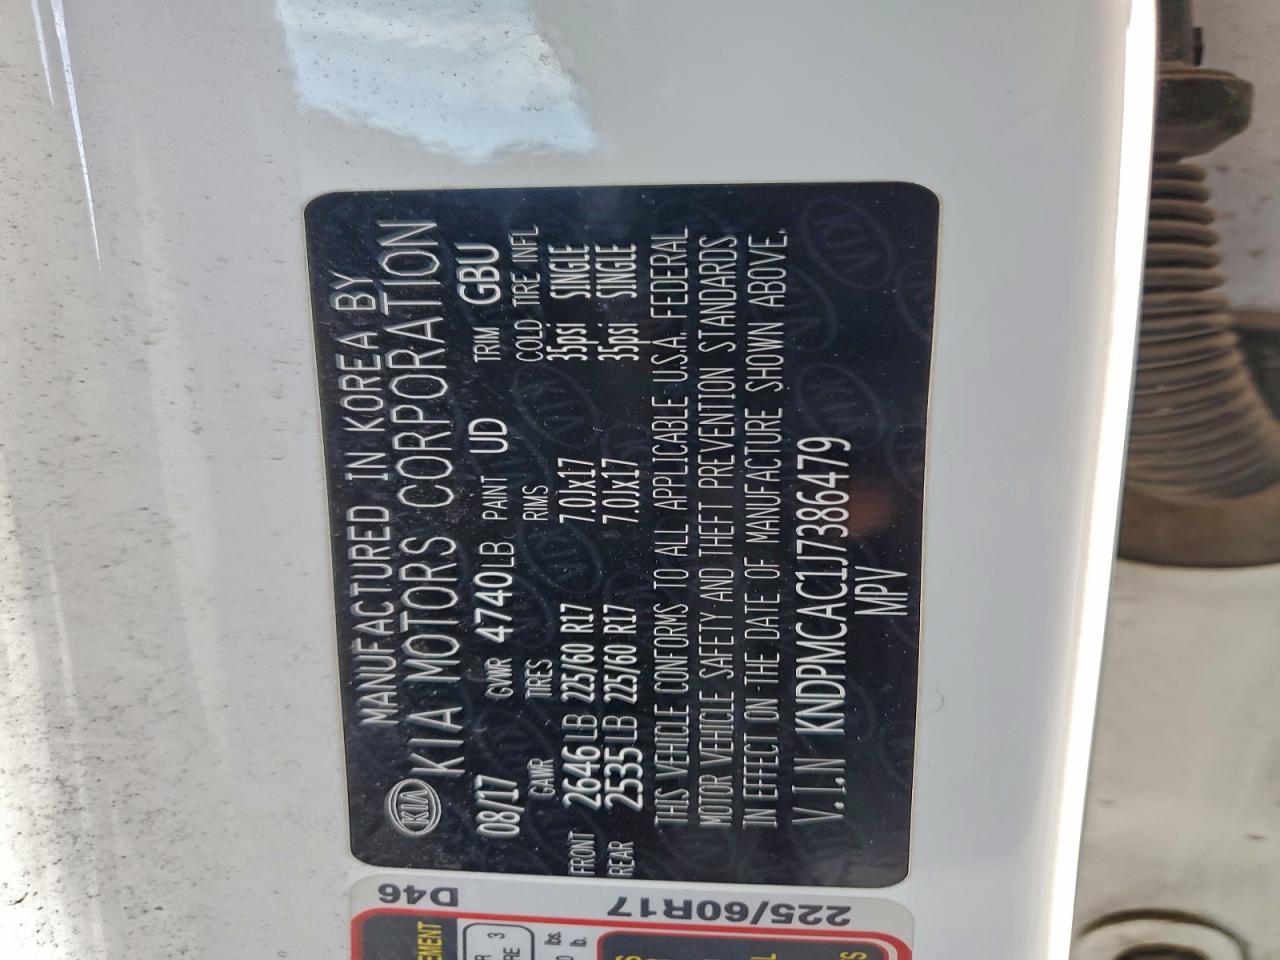 KIA
MANUFACTURED IN KOREA BY
KIA MOTORS CORPORATION
08/17 GVWR 4740LB PAINT UD TRIM GBU
GAWR TIRES RIMS COLD TIRE INFL
FRONT 2646LB 225/60 R17 7.0Jx17 35psi SINGLE
REAR 2535LB 225/60 R17 7.0Jx17 35psi SINGLE
THIS VEHICLE CONFORMS TO ALL APPLICABLE U.S.A. FEDERAL
MOTOR VEHICLE SAFETY AND THEFT PREVENTION STANDARDS
IN EFFECT ON THE DATE OF MANUFACTURE SHOWN ABOVE.
V.I.N KNDPMCAC1J7386479
MPV
225/60R17 D46